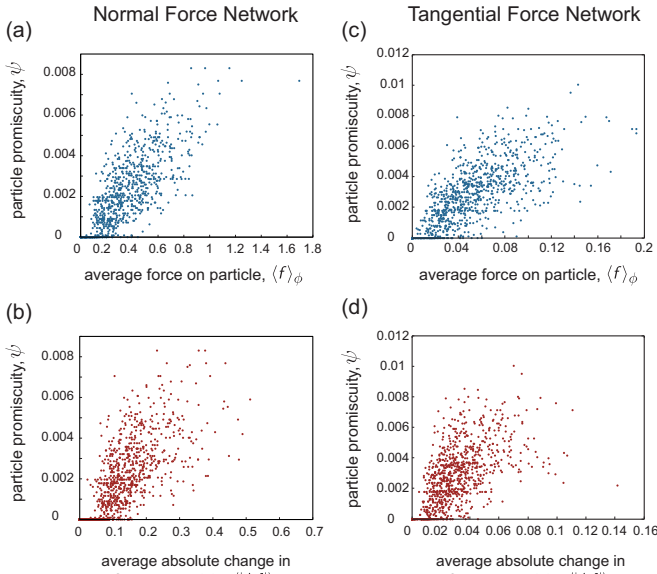 Normal Force Network
Tangential Force Network
(a)
particle promiscuity, ψ
0.008
0.006
0.004
0.002
0
0 0.2 0.4 0.6 0.8 1 1.2 1.4 1.8
average force on particle, ⟨f⟩ϕ
(c)
particle promiscuity, ψ
0.012
0.01
0.008
0.006
0.004
0.002
0
0 0.04 0.08 0.12 0.16 0.2
average force on particle, ⟨f⟩ϕ
(b)
particle promiscuity, ψ
0.008
0.006
0.004
0.002
0
0 0.1 0.2 0.3 0.4 0.5 0.6 0.7
average absolute change in
(d)
particle promiscuity, ψ
0.012
0.01
0.008
0.006
0.004
0.002
0
0 0.02 0.04 0.06 0.08 0.1 0.12 0.14 0.16
average absolute change in